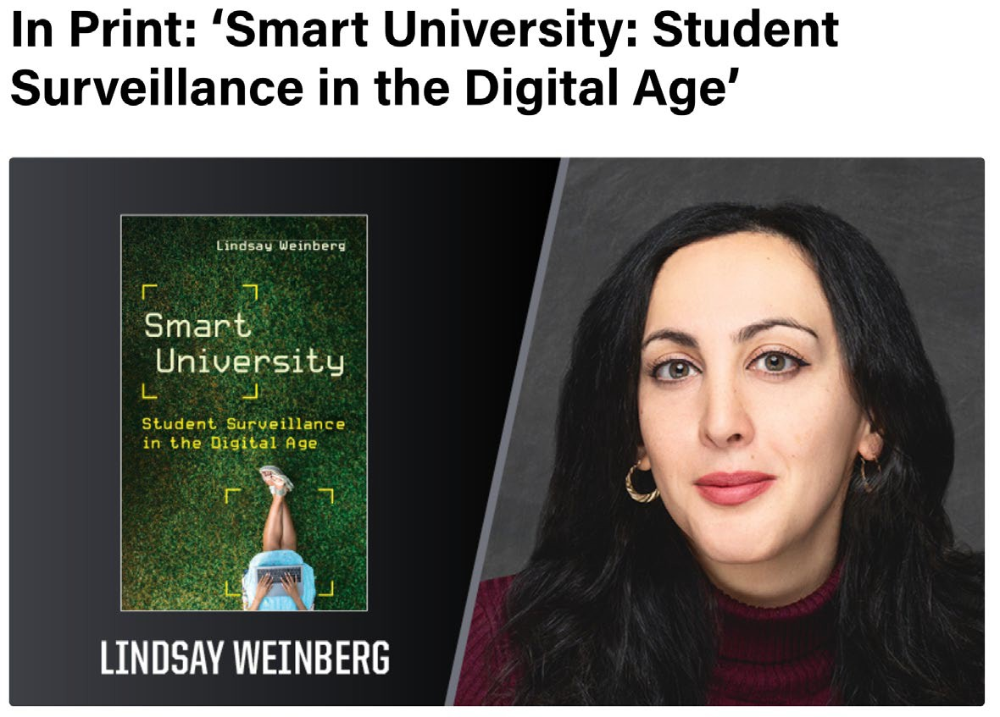 In Print: ‘Smart University: Student
Surveillance in the Digital Age’
Lindsay Weinberg
Smart
University
Student Surveillance
in the Digital Age
LINDSAY WEINBERG